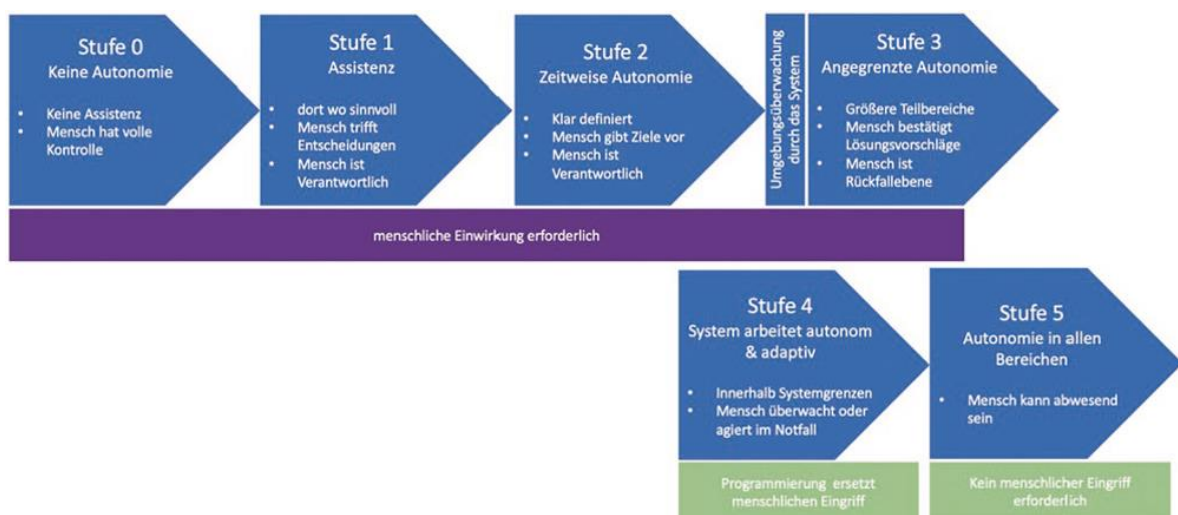 Stufe 0
Keine Autonomie
• Keine Assistenz
• Mensch hat volle
Kontrolle
Stufe 1
Assistenz
• dort wo sinnvoll
• Mensch trifft
Entscheidungen
• Mensch ist
Verantwortlich
Stufe 2
Zeitweise Autonomie
• Klar definiert
• Mensch gibt Ziele vor
• Mensch ist
Verantwortlich
Umgebungsüberwachung
durch das System
Stufe 3
Angegrenzte Autonomie
• Größere Teilbereiche
• Mensch bestätigt
Lösungsvorschläge
• Mensch ist
Rückfallebene
menschliche Einwirkung erforderlich
Stufe 4
System arbeitet autonom
& adaptiv
• Innerhalb Systemgrenzen
• Mensch überwacht oder
agiert im Notfall
Programmierung ersetzt
menschlichen Eingriff
Stufe 5
Autonomie in allen
Bereichen
• Mensch kann abwesend
sein
Kein menschlicher Eingriff
erforderlich